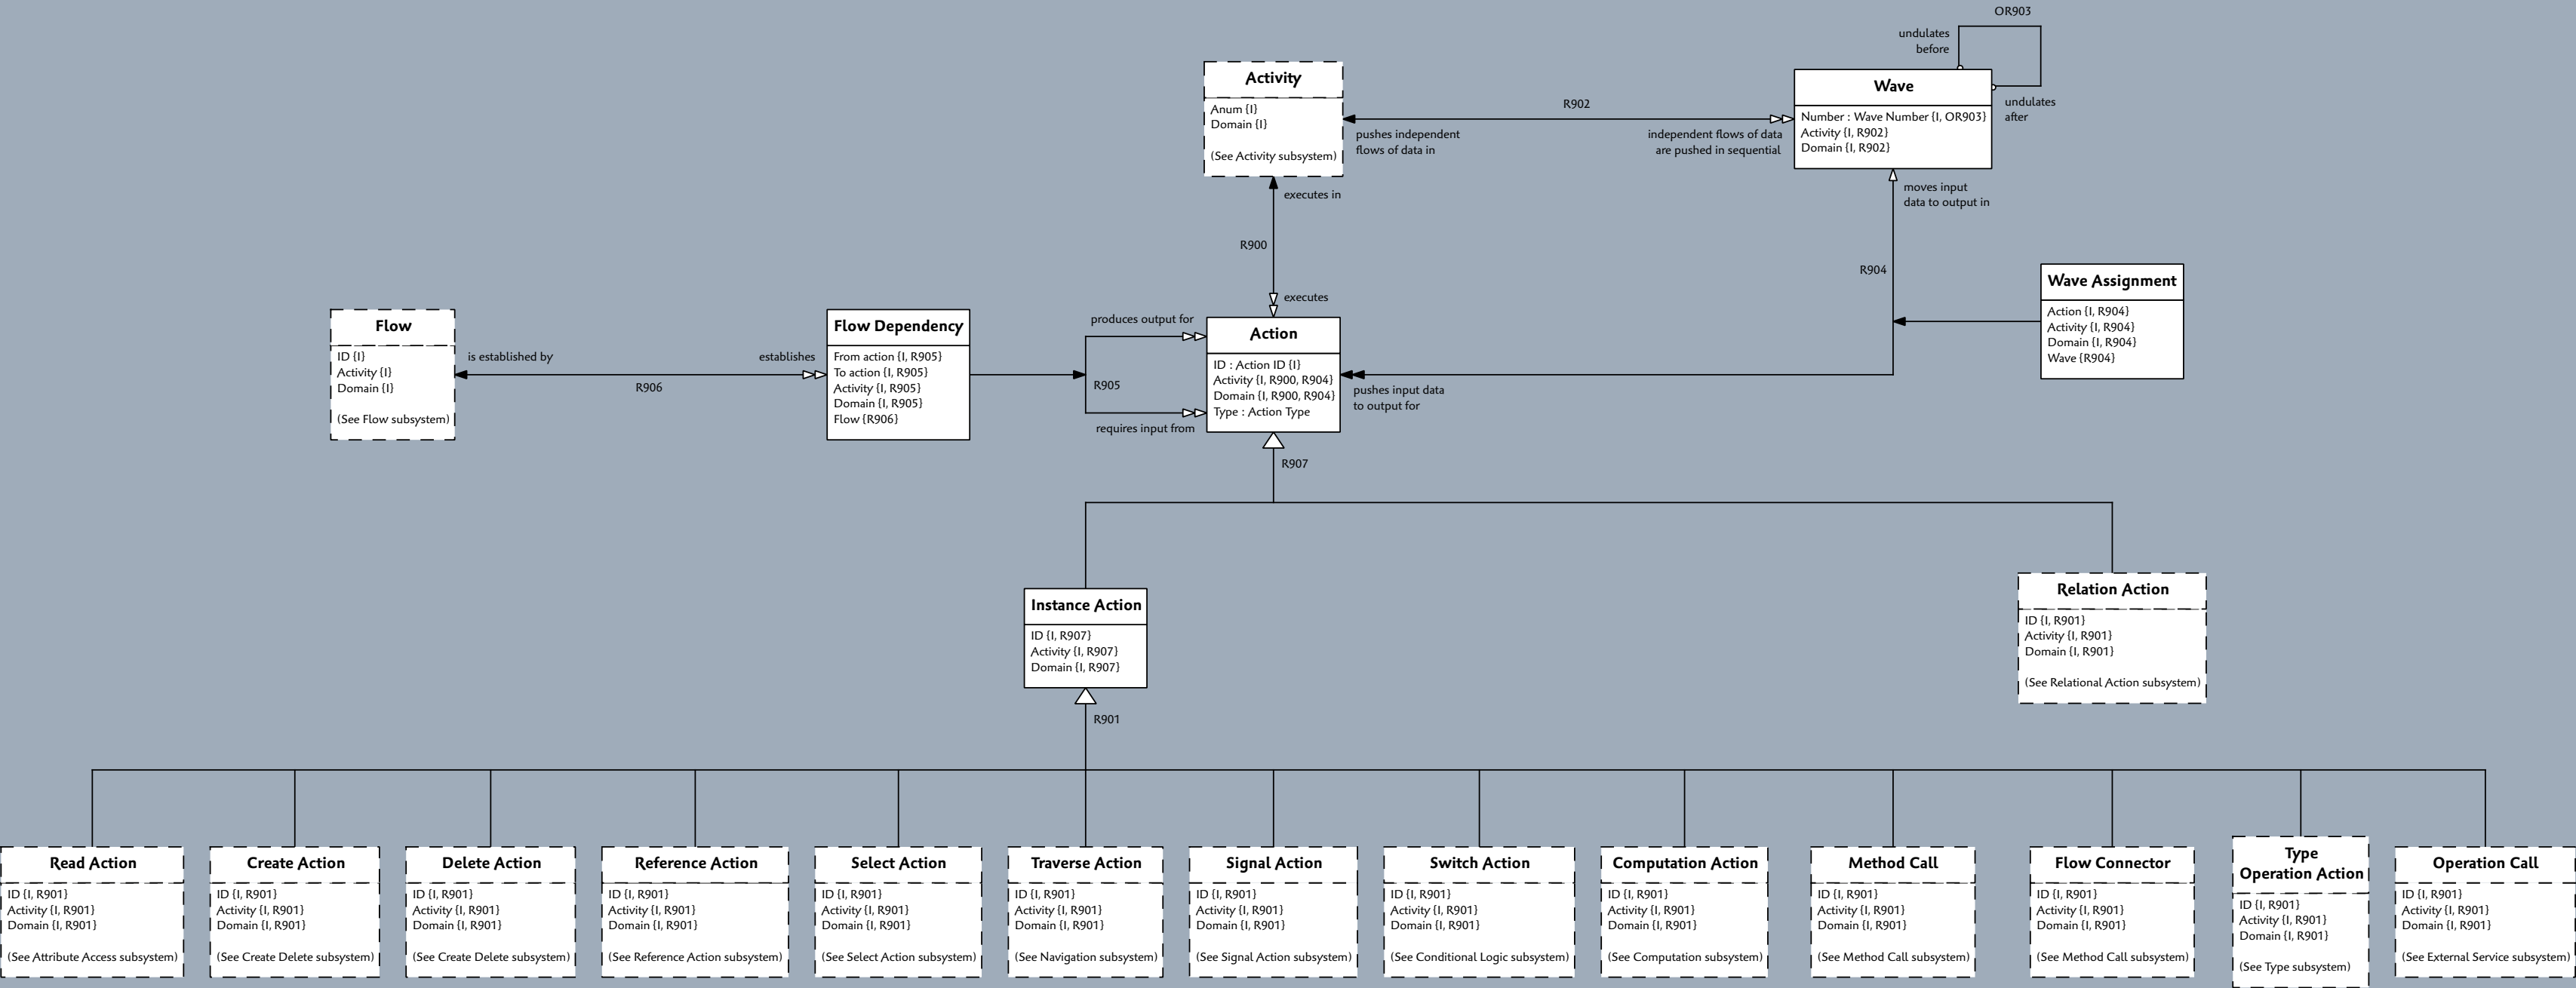 OR903
undulates
before
Wave
Number : Wave Number {I, OR903}
Activity {I, R902}
Domain {I, R902}
undulates
after
Activity
Anum {I}
Domain {I}
(See Activity subsystem)
R902
pushes independent
flows of data in
independent flows of data
are pushed in sequential
executes in
R900
executes
moves input
data to output in
R904
Wave Assignment
Action {I, R904}
Activity {I, R904}
Domain {I, R904}
Wave {R904}
Flow
ID {I}
Activity {I}
Domain {I}
(See Flow subsystem)
is established by
establishes
R906
Flow Dependency
From action {I, R905}
To action {I, R905}
Activity {I, R905}
Domain {I, R905}
Flow {R906}
produces output for
R905
requires input from
Action
ID : Action ID {I}
Activity {I, R900, R904}
Domain {I, R900, R904}
Type : Action Type
pushes input data
to output for
R907
Instance Action
ID {I, R907}
Activity {I, R907}
Domain {I, R907}
Relation Action
ID {I, R901}
Activity {I, R901}
Domain {I, R901}
(See Relational Action subsystem)
R901
Read Action
ID {I, R901}
Activity {I, R901}
Domain {I, R901}
(See Attribute Access subsystem)
Create Action
ID {I, R901}
Activity {I, R901}
Domain {I, R901}
(See Create Delete subsystem)
Delete Action
ID {I, R901}
Activity {I, R901}
Domain {I, R901}
(See Create Delete subsystem)
Reference Action
ID {I, R901}
Activity {I, R901}
Domain {I, R901}
(See Reference Action subsystem)
Select Action
ID {I, R901}
Activity {I, R901}
Domain {I, R901}
(See Select Action subsystem)
Traverse Action
ID {I, R901}
Activity {I, R901}
Domain {I, R901}
(See Navigation subsystem)
Signal Action
ID {I, R901}
Activity {I, R901}
Domain {I, R901}
(See Signal Action subsystem)
Switch Action
ID {I, R901}
Activity {I, R901}
Domain {I, R901}
(See Conditional Logic subsystem)
Computation Action
ID {I, R901}
Activity {I, R901}
Domain {I, R901}
(See Computation subsystem)
Method Call
ID {I, R901}
Activity {I, R901}
Domain {I, R901}
(See Method Call subsystem)
Flow Connector
ID {I, R901}
Activity {I, R901}
Domain {I, R901}
(See Method Call subsystem)
Type
Operation Action
ID {I, R901}
Activity {I, R901}
Domain {I, R901}
(See Type subsystem)
Operation Call
ID {I, R901}
Activity {I, R901}
Domain {I, R901}
(See External Service subsystem)